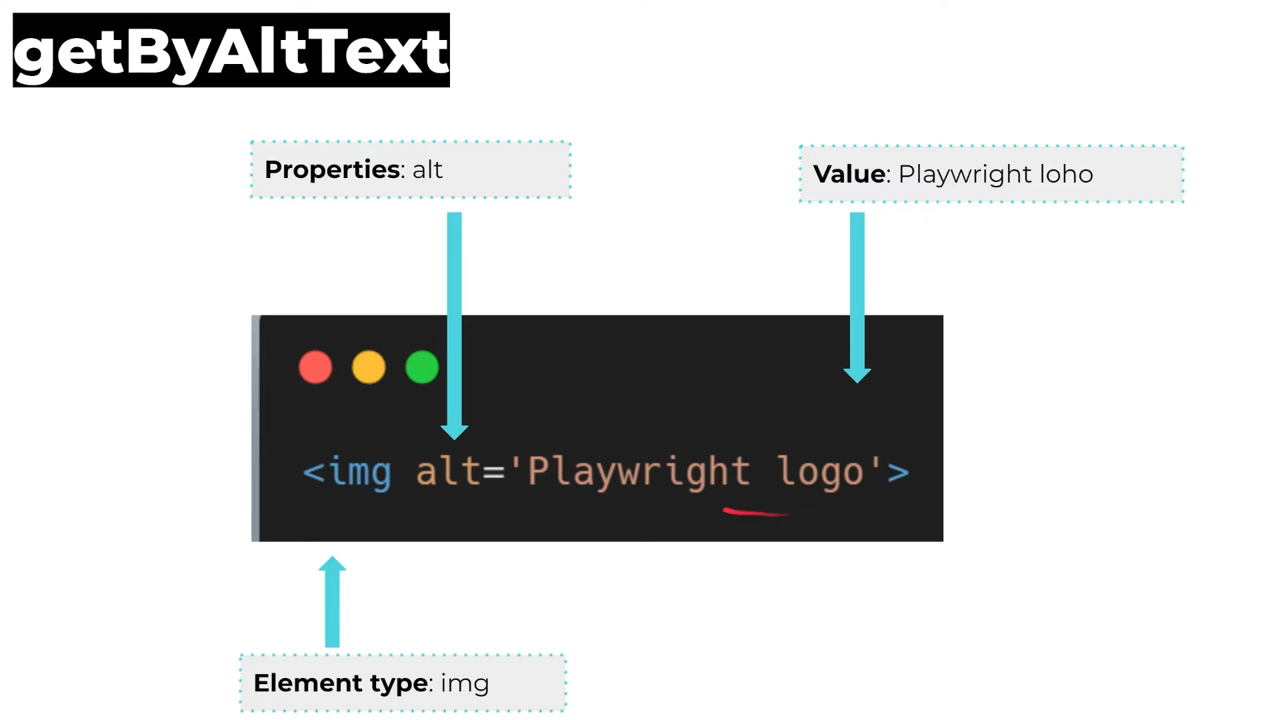 getByAltText
Properties: alt
Value: Playwright loho
<img alt='Playwright logo'>
Element type: img